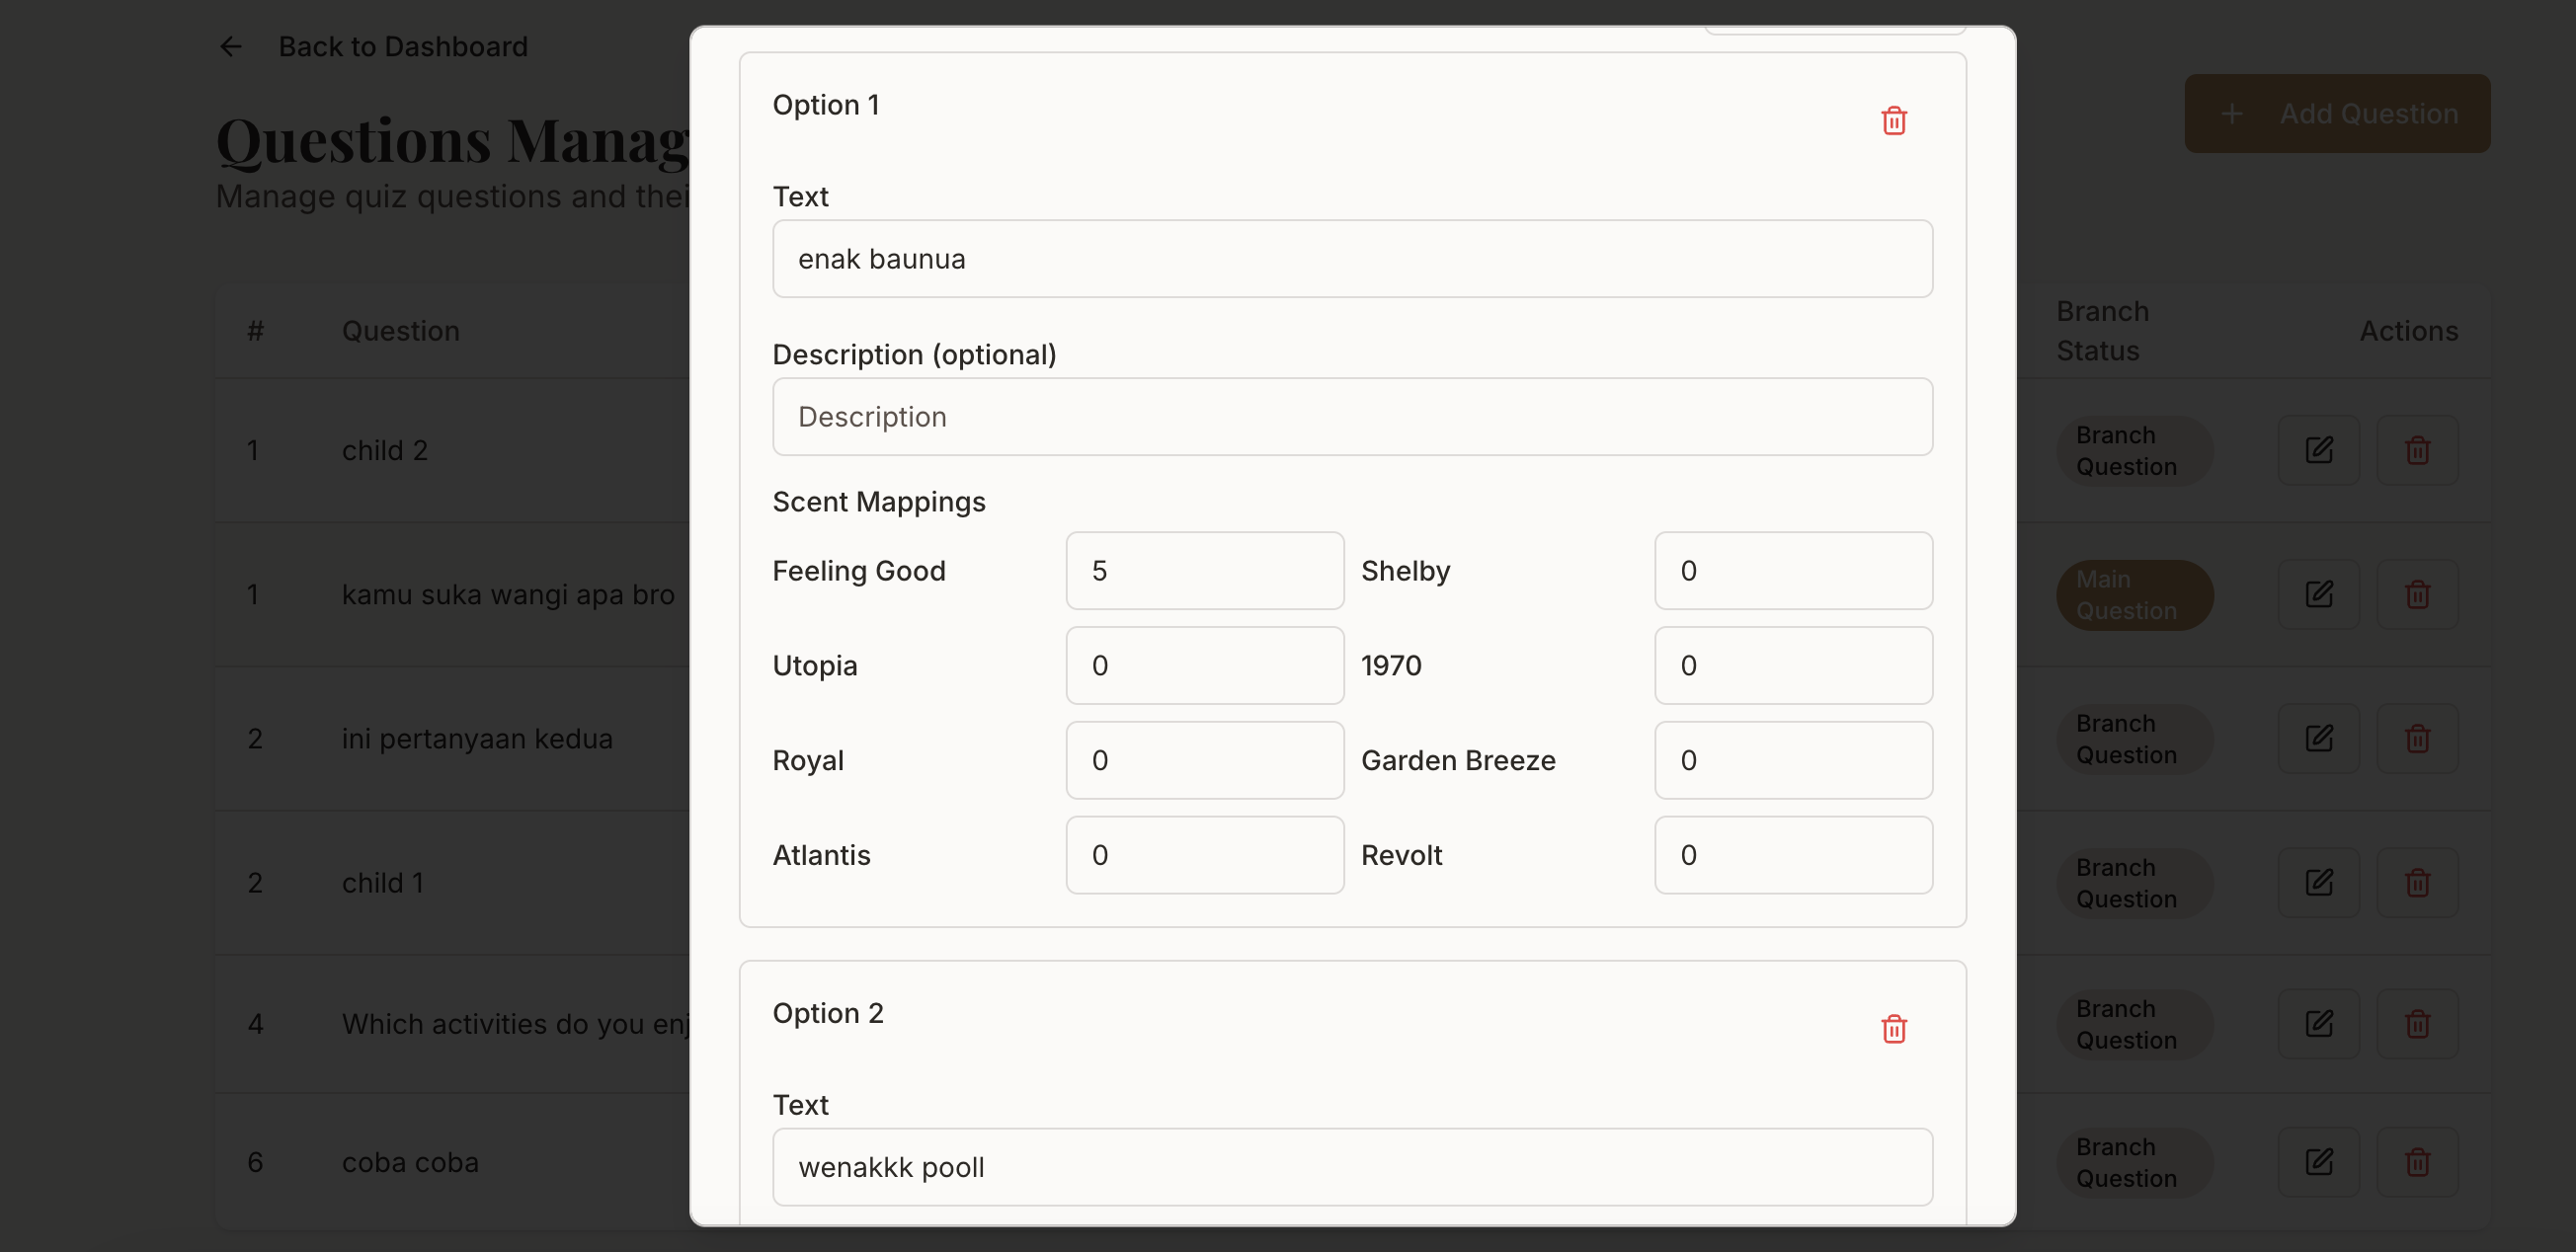 Back to Dashboard
Questions Manag
Manage quiz questions and thei
Add Question
# Question Branch Status Actions
1 child 2 Branch Question
1 kamu suka wangi apa bro Main Question
2 ini pertanyaan kedua Branch Question
2 child 1 Branch Question
4 Which activities do you enj Branch Question
6 coba coba Branch Question
Option 1
Text
enak baunua
Description (optional)
Description
Scent Mappings
Feeling Good 5 Shelby 0
Utopia 0 1970 0
Royal 0 Garden Breeze 0
Atlantis 0 Revolt 0
Option 2
Text
wenakkk pooll